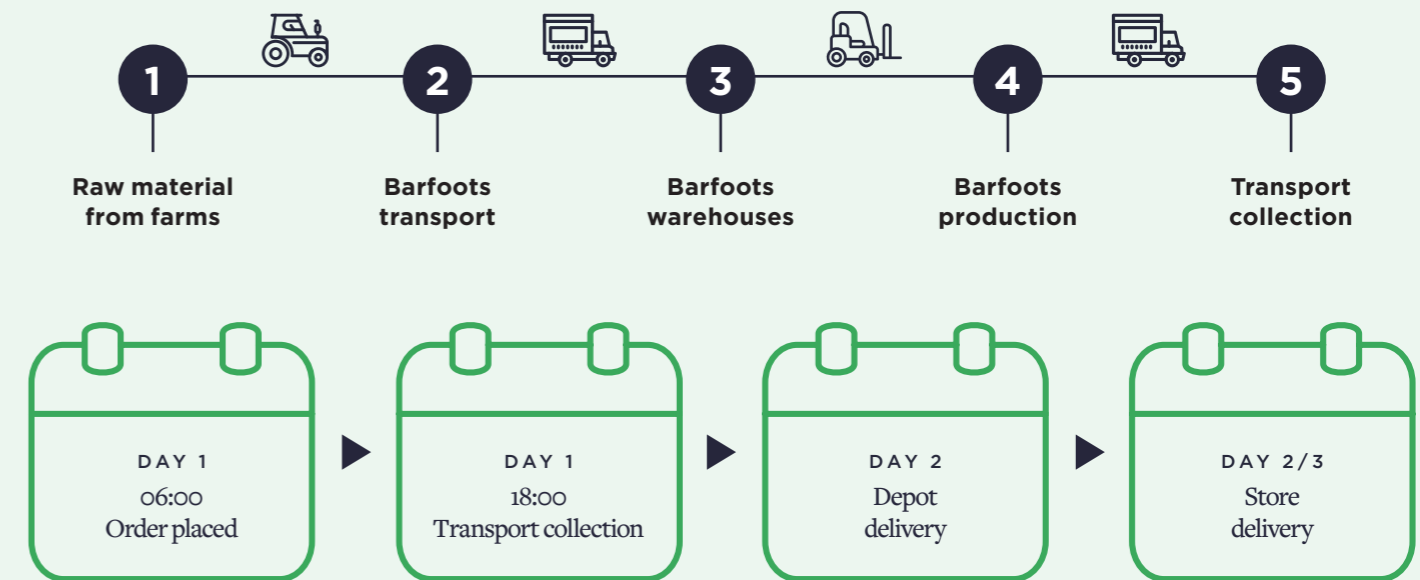 1
2
3
4
5
Raw material
from farms
Barfoots
transport
Barfoots
warehouses
Barfoots
production
Transport
collection
DAY 1
06:00
Order placed
DAY 1
18:00
Transport collection
DAY 2
Depot
delivery
DAY 2/3
Store
delivery